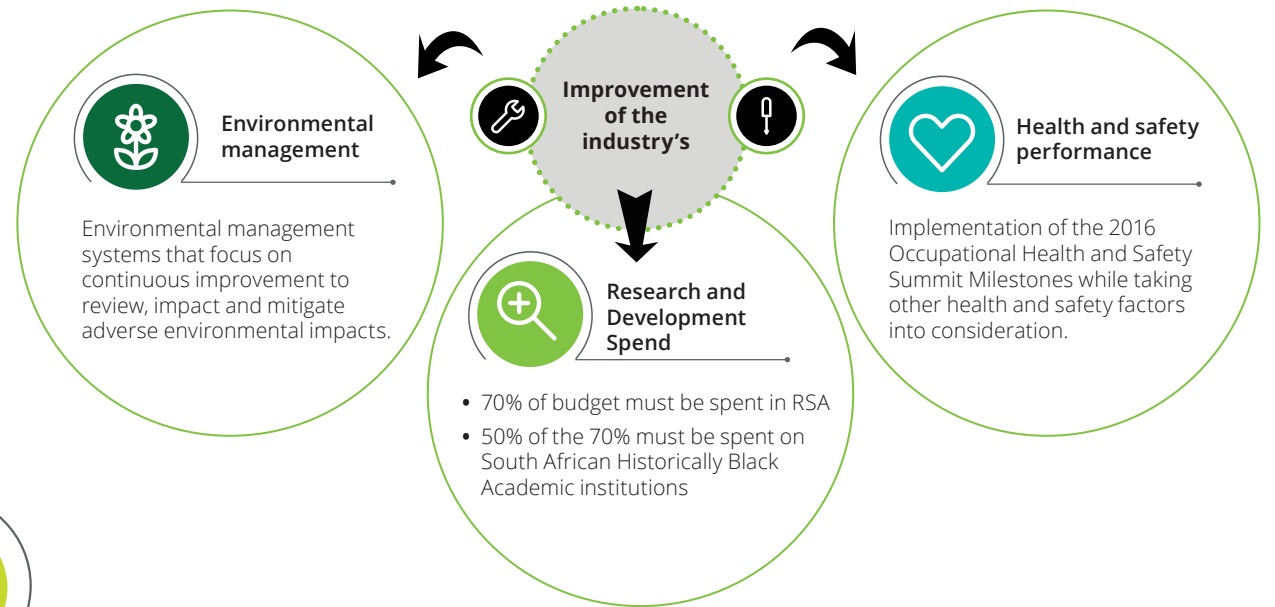 Improvement
of the
industry's
Environmental
management
Environmental management
systems that focus on
continuous improvement to
review, impact and mitigate
adverse environmental impacts.
Research and
Development
Spend
• 70% of budget must be spent in RSA
• 50% of the 70% must be spent on
South African Historically Black
Academic institutions
Health and safety
performance
Implementation of the 2016
Occupational Health and Safety
Summit Milestones while taking
other health and safety factors
into consideration.